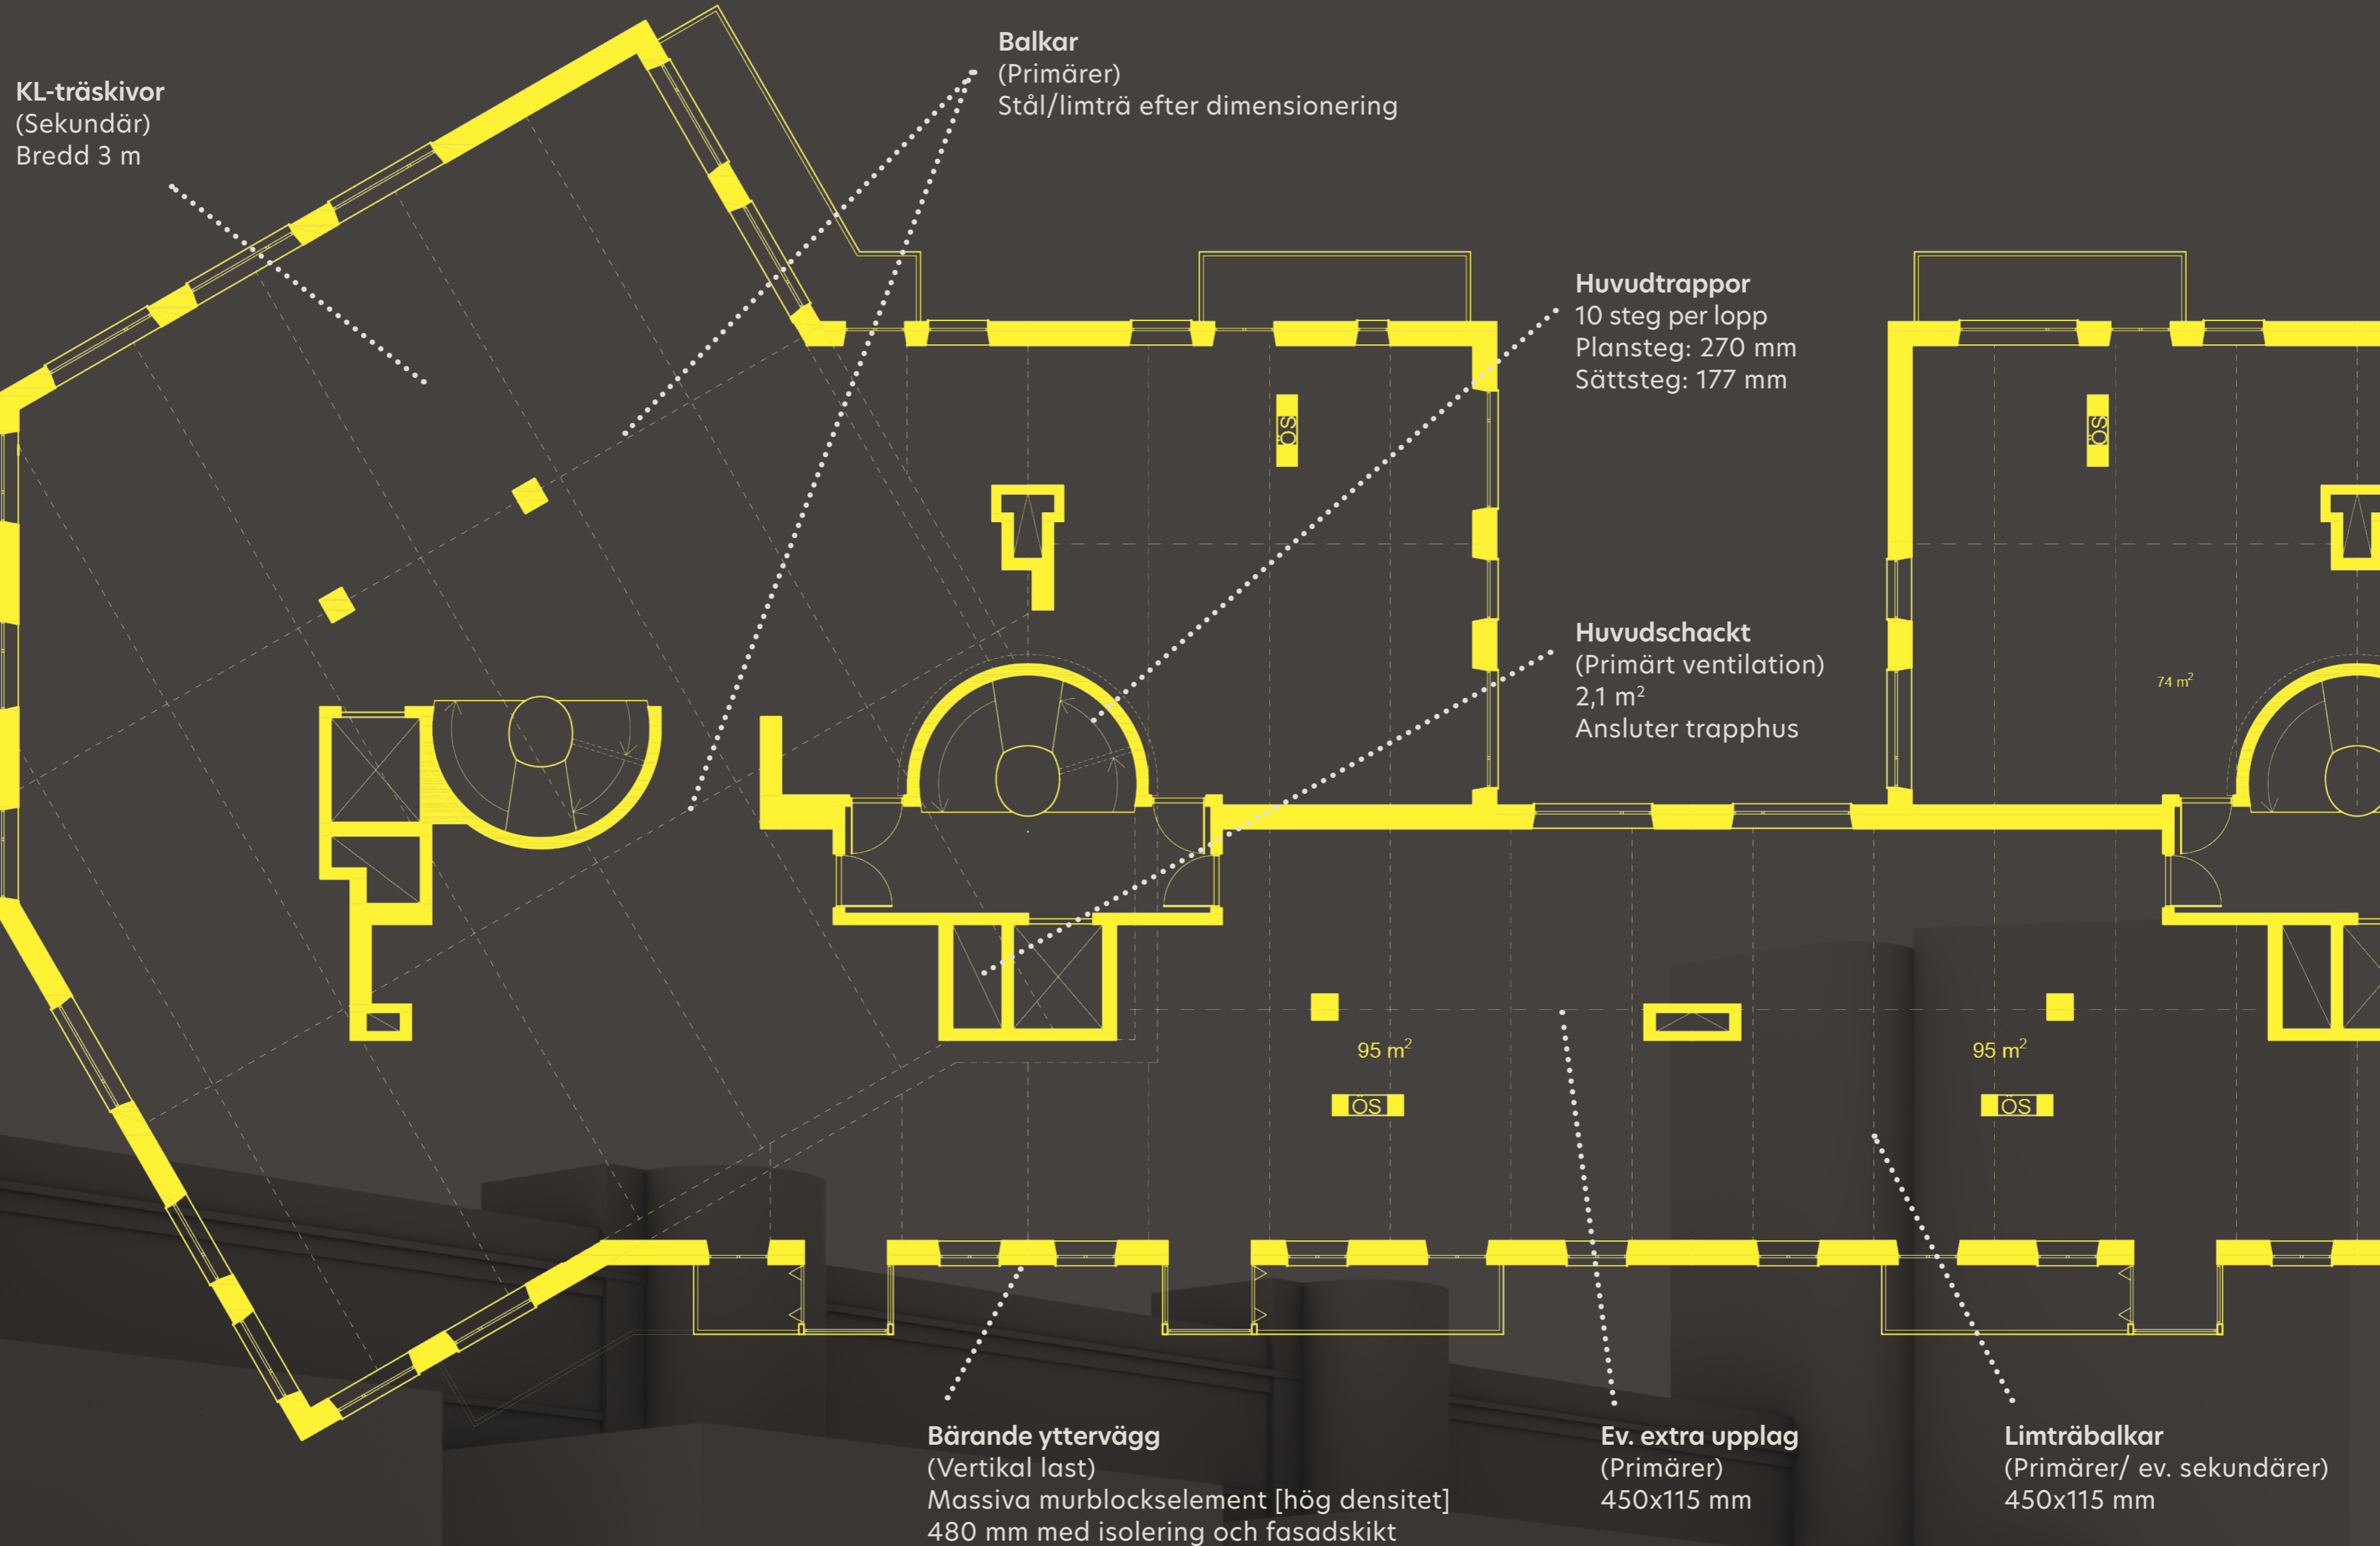 KL-träskivor
(Sekundär)
Bredd 3 m
Balkar
(Primärer)
Stål/limträ efter dimensionering
Huvudtrappor
10 steg per lopp
Plansteg: 270 mm
Sättsteg: 177 mm
ÖS
ÖS
Huvudschackt
(Primärt ventilation)
2,1 m²
Ansluter trapphus
74 m²
95 m²
95 m²
ÖS
ÖS
Bärande yttervägg
(Vertikal last)
Massiva murblockselement [hög densitet]
480 mm med isolering och fasadskikt
Ev. extra upplag
(Primärer)
450x115 mm
Limträbalkar
(Primärer/ ev. sekundärer)
450x115 mm